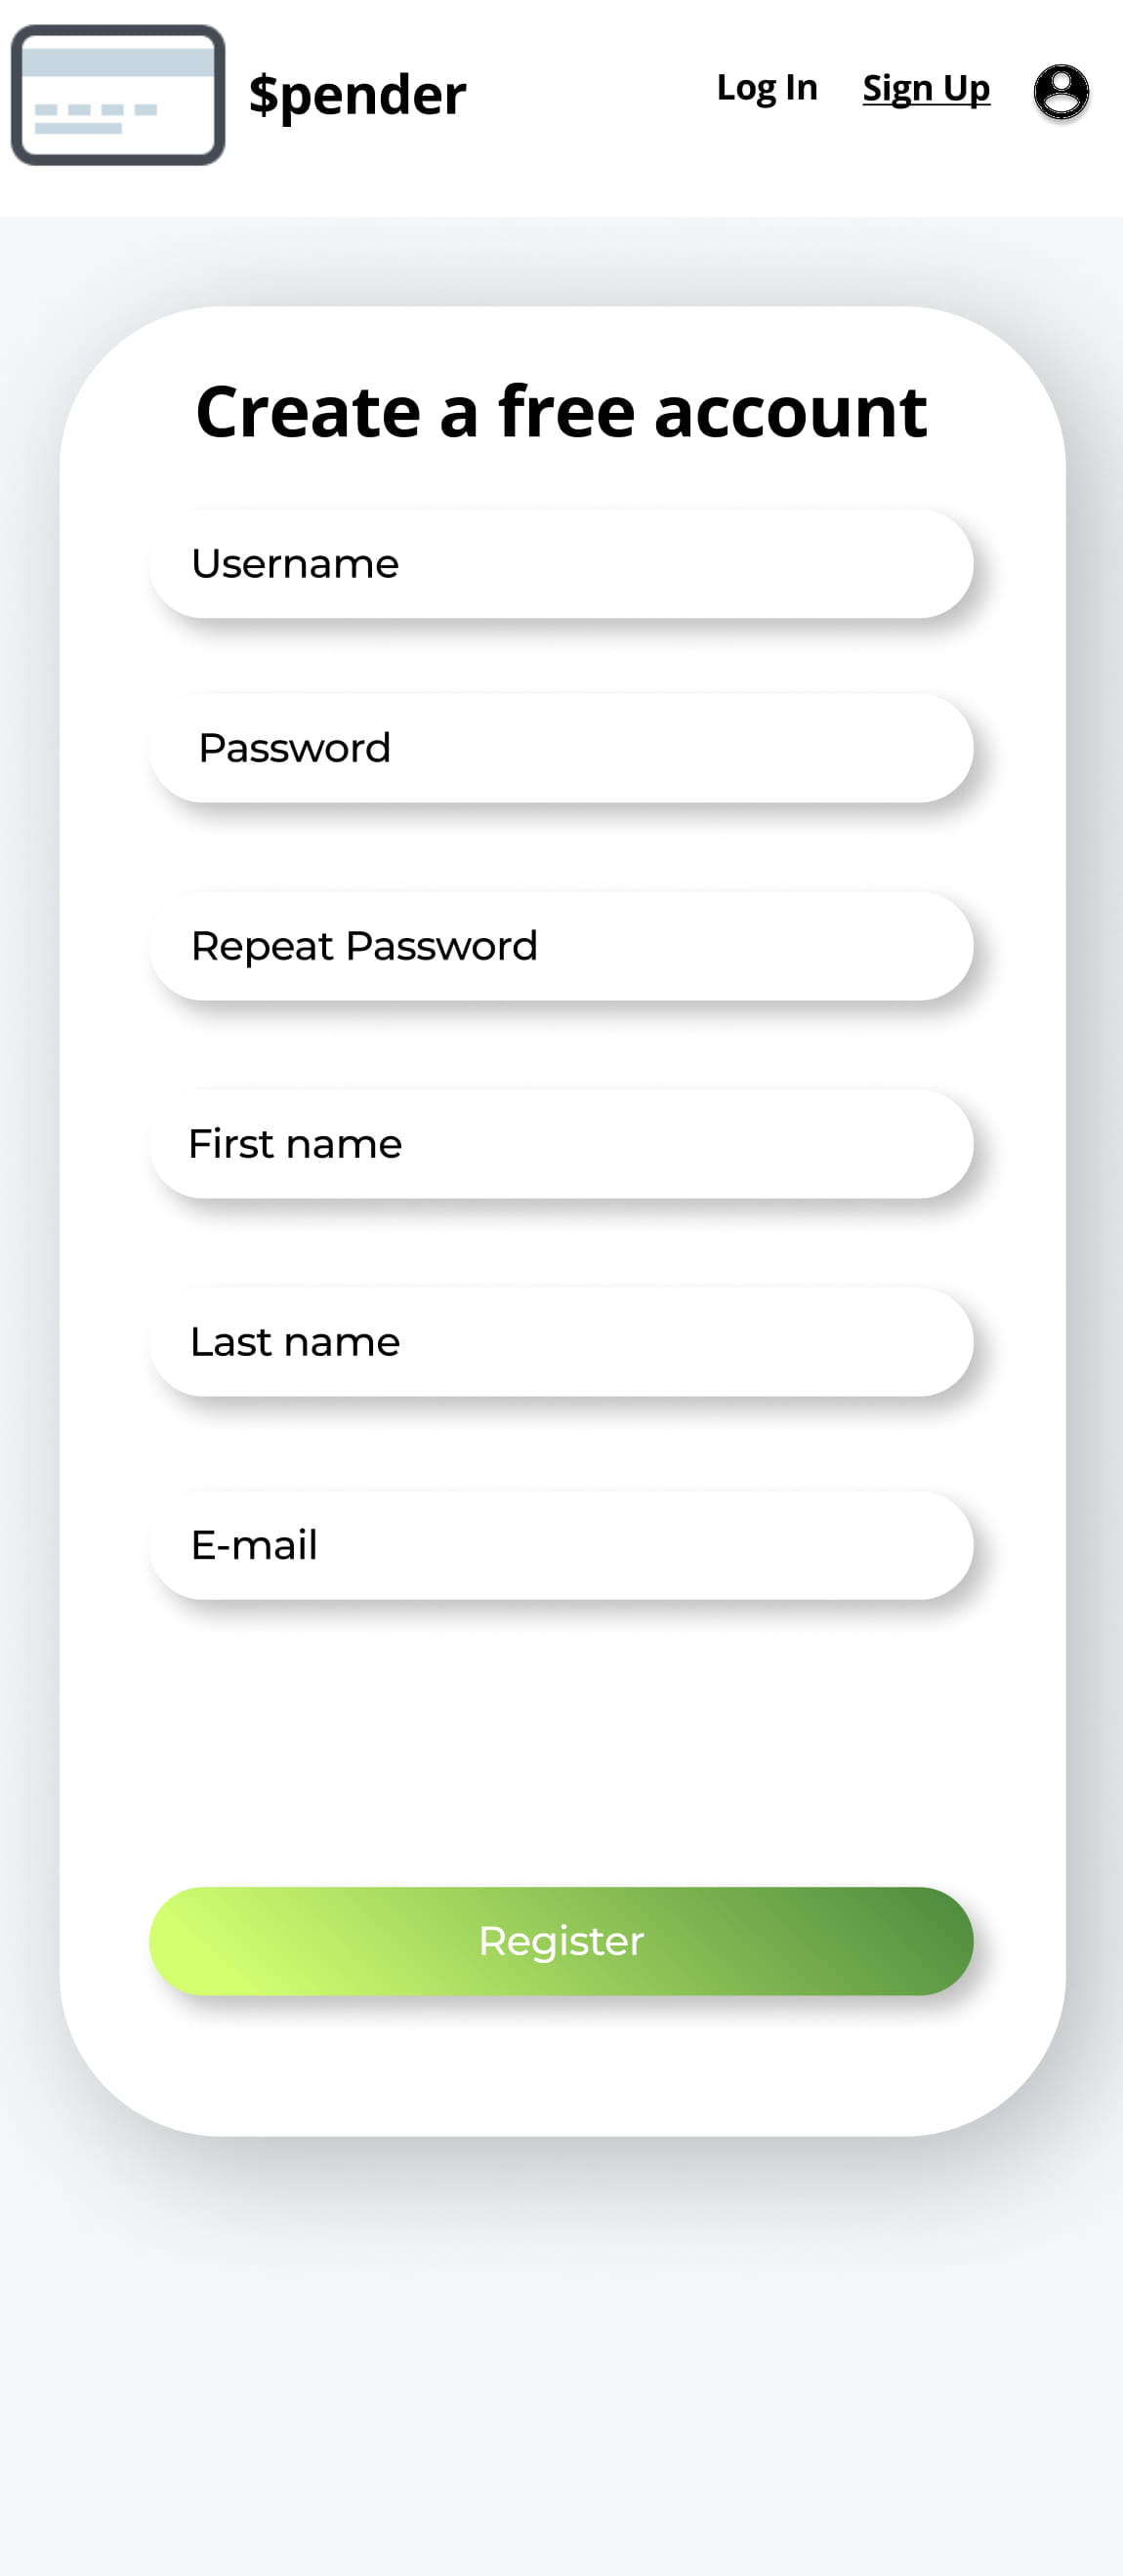 $pender
Log In
Sign Up
Create a free account
Username
Password
Repeat Password
First name
Last name
E-mail
Register